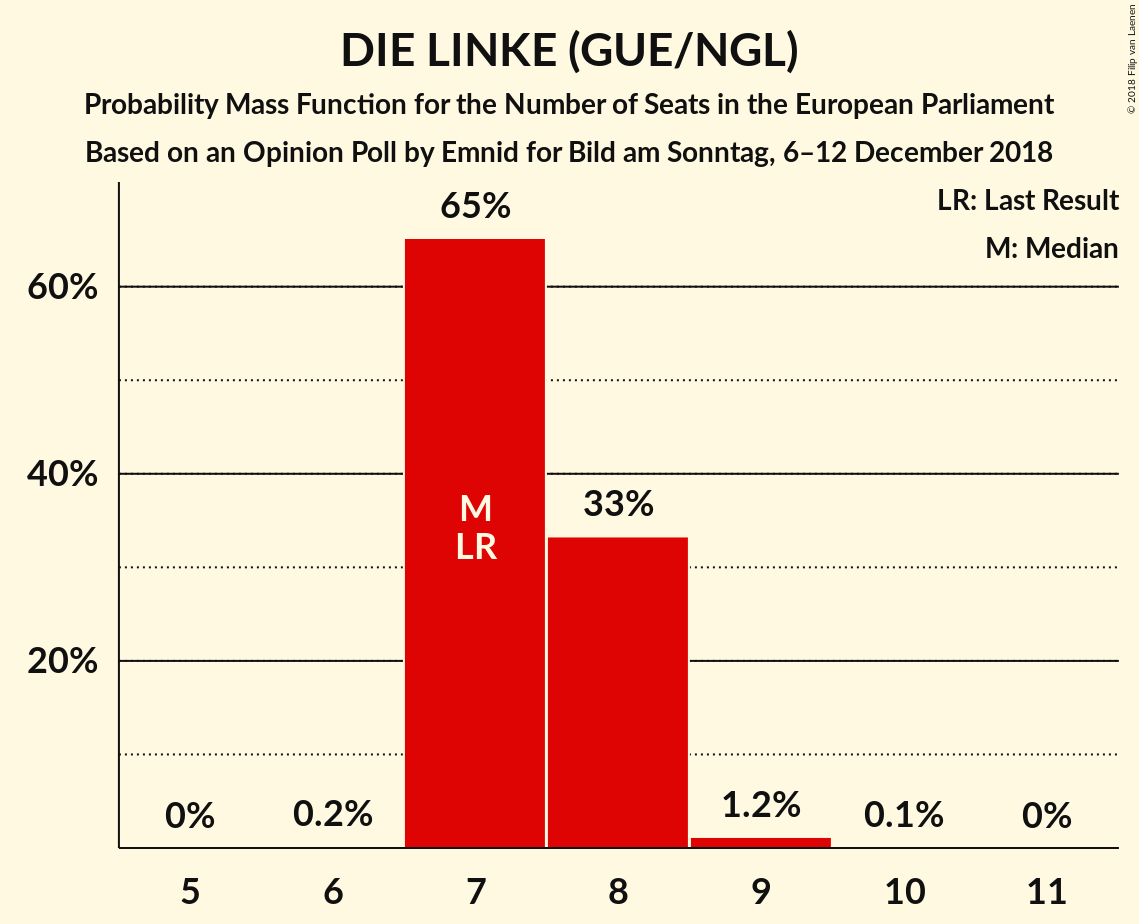 DIE LINKE (GUE/NGL)
Probability Mass Function for the Number of Seats in the European Parliament
Based on an Opinion Poll by Emnid for Bild am Sonntag, 6–12 December 2018
© 2018 Filip van Laenen
LR: Last Result
M: Median
60%
40%
20%
0%
0.2%
65%
M
LR
33%
1.2%
0.1%
0%
5
6
7
8
9
10
11